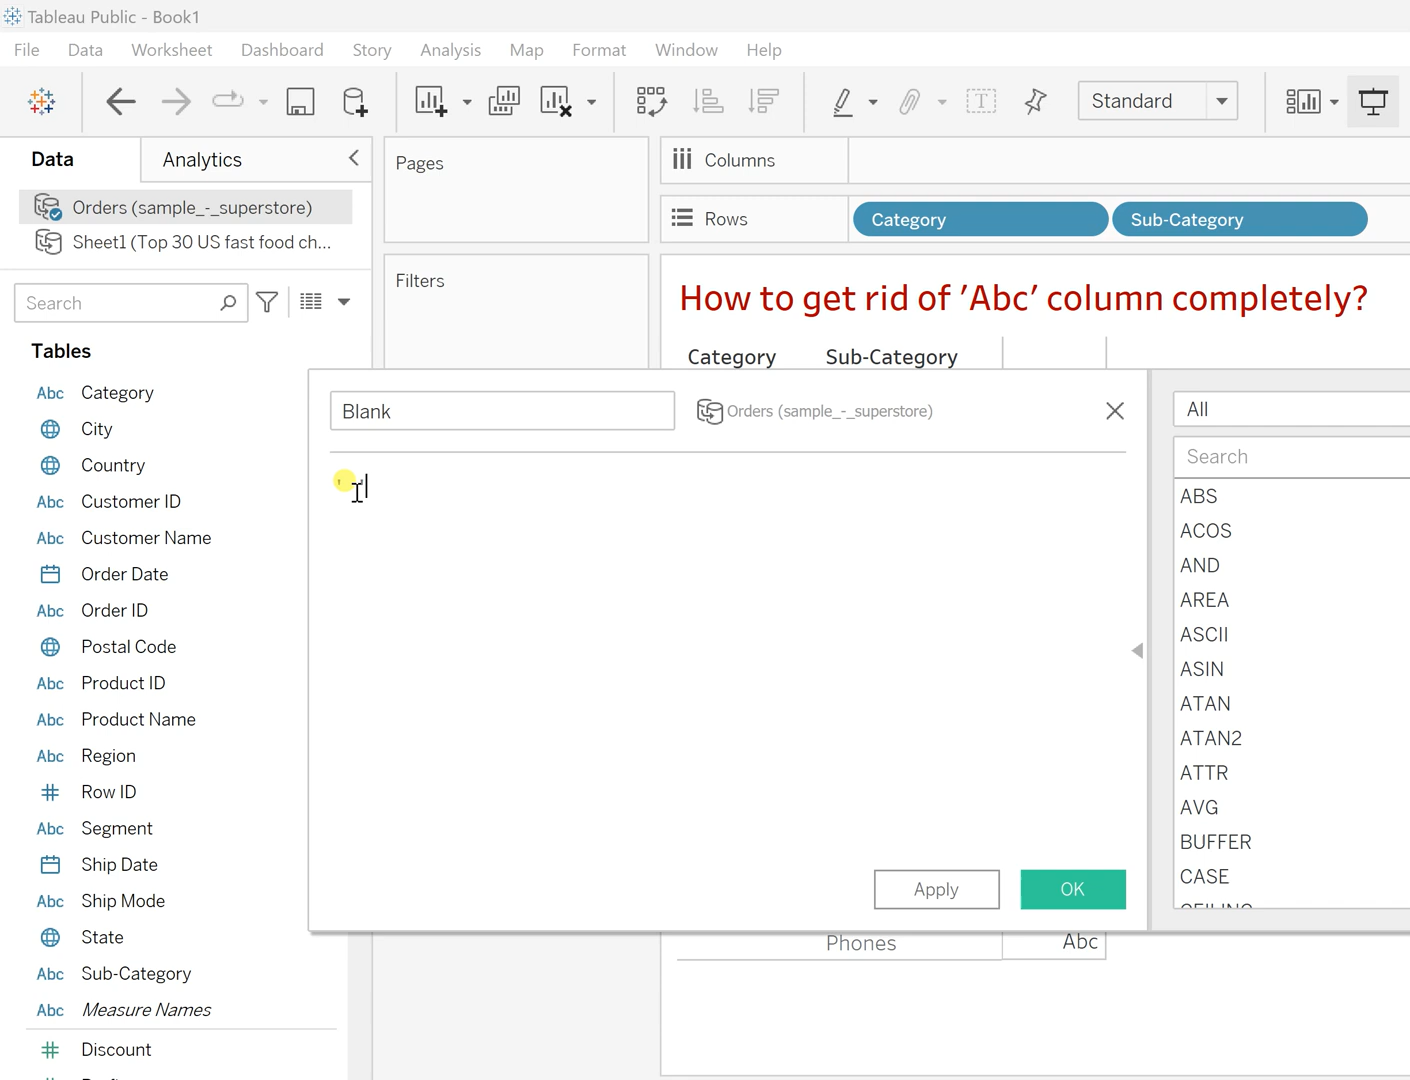 Tableau Public - Book1
File Data Worksheet Dashboard Story Analysis Map Format Window Help
Standard
Data Analytics
Orders (sample_-_superstore)
Sheet1 (Top 30 US fast food ch...
Search
Tables
Abc Category
City
Country
Abc Customer ID
Abc Customer Name
Order Date
Abc Order ID
Postal Code
Abc Product ID
Abc Product Name
Abc Region
Row ID
Abc Segment
Ship Date
Abc Ship Mode
State
Abc Sub-Category
Abc Measure Names
Discount
Pages
Filters
Columns
Rows Category Sub-Category
How to get rid of 'Abc' column completely?
Category Sub-Category
Blank Orders (sample_-_superstore)
' '
Apply OK
All
Search
ABS
ACOS
AND
AREA
ASCII
ASIN
ATAN
ATAN2
ATTR
AVG
BUFFER
CASE
CEILING
Phones Abc